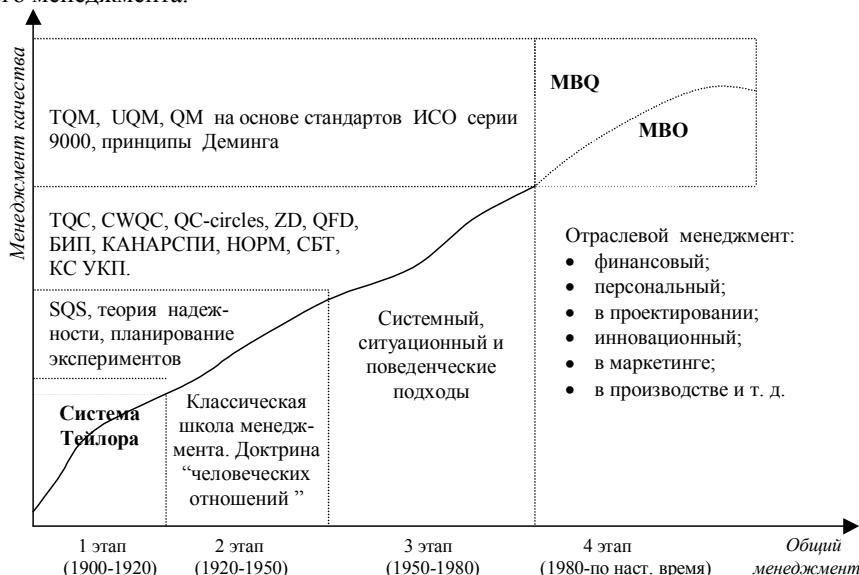 го менеджмента.
Менеджмент качества
TQM, UQM, QM на основе стандартов ИСО серии
9000, принципы Деминга
MBQ
MBO
TQC, CWQC, QC-circles, ZD, QFD,
БИП, КАНАРСПИ, НОРМ, СБТ,
КС УКП.
SQS, теория надеж-
ности, планирование
экспериментов
Система
Тейлора
Классическая
школа менедж-
мента. Доктрина
“человеческих
отношений ”
Системный,
ситуационный и
поведенческие
подходы
Отраслевой менеджмент:
• финансовый;
• персональный;
• в проектировании;
• инновационный;
• в маркетинге;
• в производстве и т. д.
1 этап
(1900-1920)
2 этап
(1920-1950)
3 этап
(1950-1980)
4 этап
(1980-по наст. время)
Общий
менеджмент